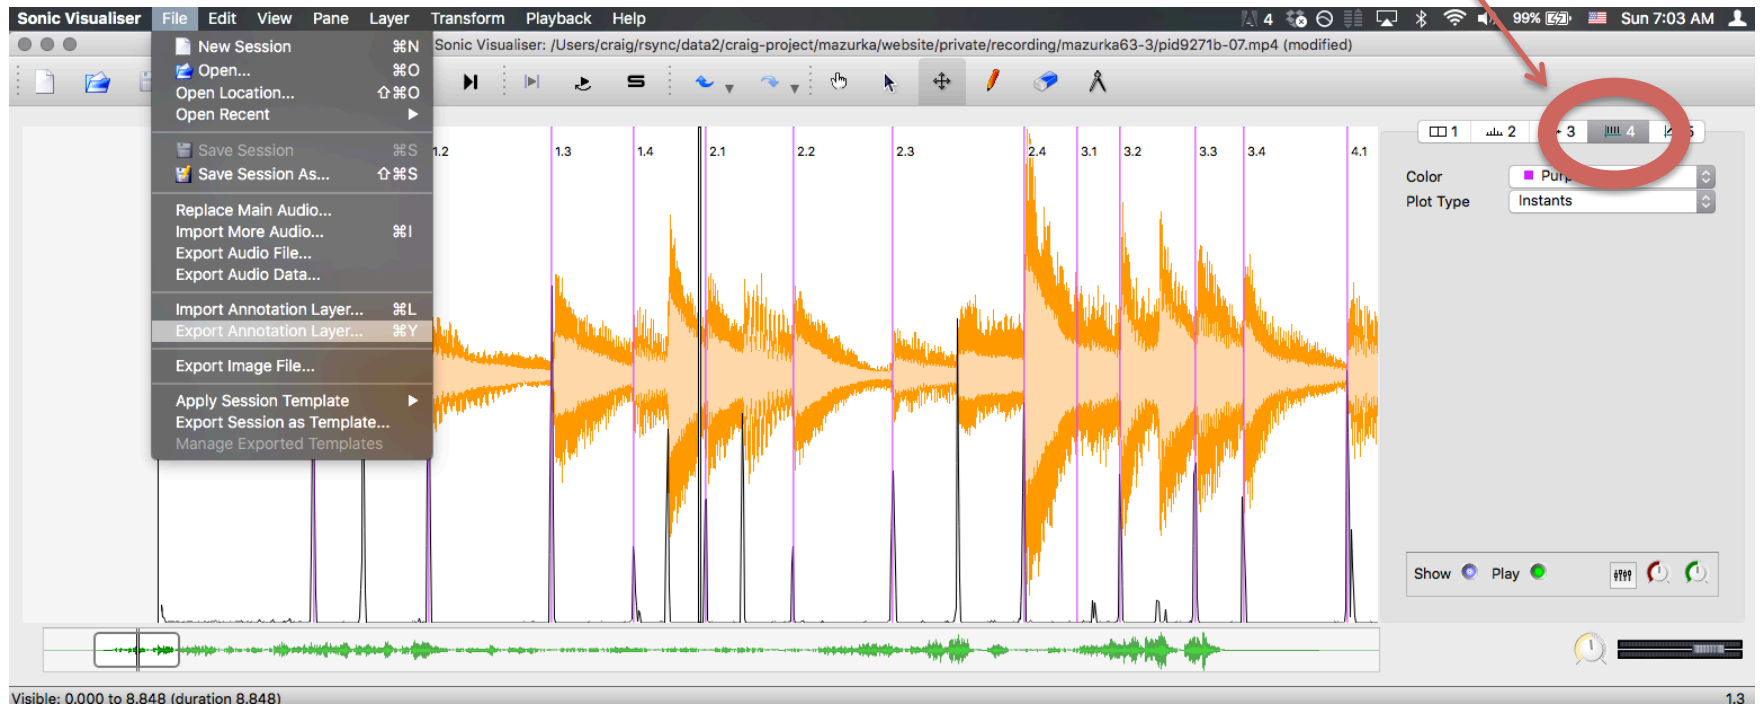 Sonic Visualiser File Edit View Pane Layer Transform Playback Help 4 99% Sun 7:03 AM
Sonic Visualiser: /Users/craig/rsync/data2/craig-project/mazurka/website/private/recording/mazurka63-3/pid9271b-07.mp4 (modified)
New Session ⌘N
Open... ⌘O
Open Location... ⇧⌘O
Open Recent ▶
Save Session ⌘S
Save Session As... ⇧⌘S
Replace Main Audio...
Import More Audio... ⌘I
Export Audio File...
Export Audio Data...
Import Annotation Layer... ⌘L
Export Annotation Layer... ⌘Y
Export Image File...
Apply Session Template ▶
Export Session as Template...
Manage Exported Templates
1.2 1.3 1.4 2.1 2.2 2.3 2.4 3.1 3.2 3.3 3.4 4.1
1 2 3 4 5
Color
Plot Type Instants
Show Play
Visible: 0.000 to 8.848 (duration 8.848) 1.3